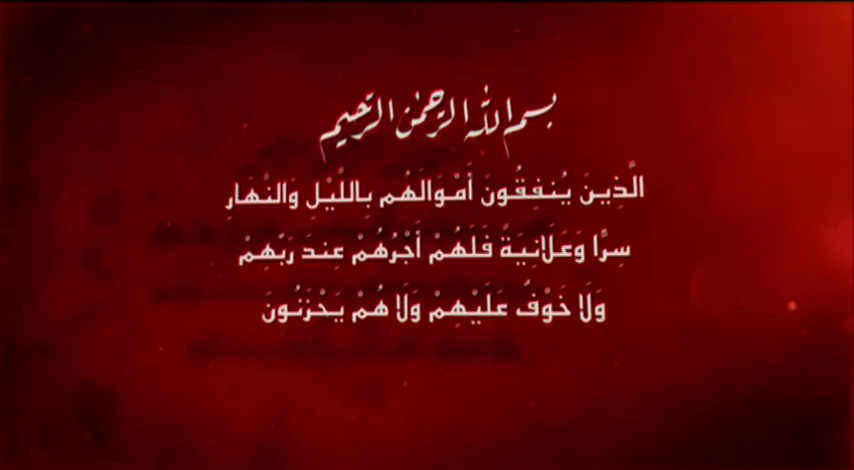 بسم الله الرحمن الرحيم
الَّذِينَ يُنفِقُونَ أَمْوَالَهُم بِاللَّيْلِ وَالنَّهَارِ
سِرًّا وَعَلَانِيَةً فَلَهُمْ أَجْرُهُمْ عِندَ رَبِّهِمْ
وَلَا خَوْفٌ عَلَيْهِمْ وَلَا هُمْ يَحْزَنُونَ